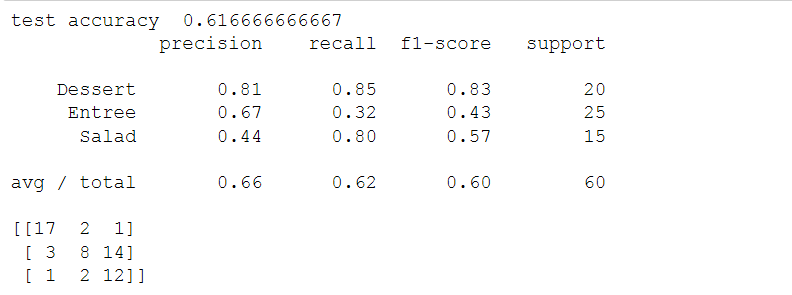 test accuracy  0.616666666667
             precision    recall  f1-score   support

    Dessert       0.81      0.85      0.83        20
     Entree       0.67      0.32      0.43        25
      Salad       0.44      0.80      0.57        15

avg / total       0.66      0.62      0.60        60

[[17  2  1]
 [ 3  8 14]
 [ 1  2 12]]